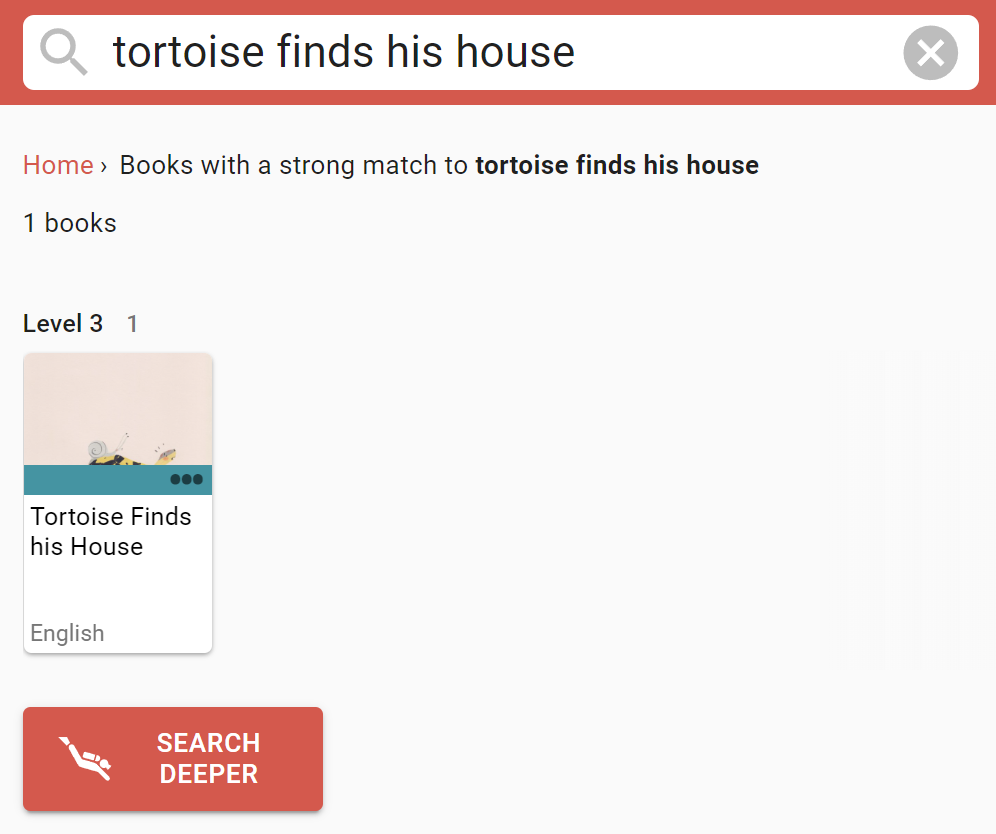 tortoise finds his house
Home › Books with a strong match to tortoise finds his house
1 books
Level 3 1
Tortoise Finds
his House
English
SEARCH
DEEPER